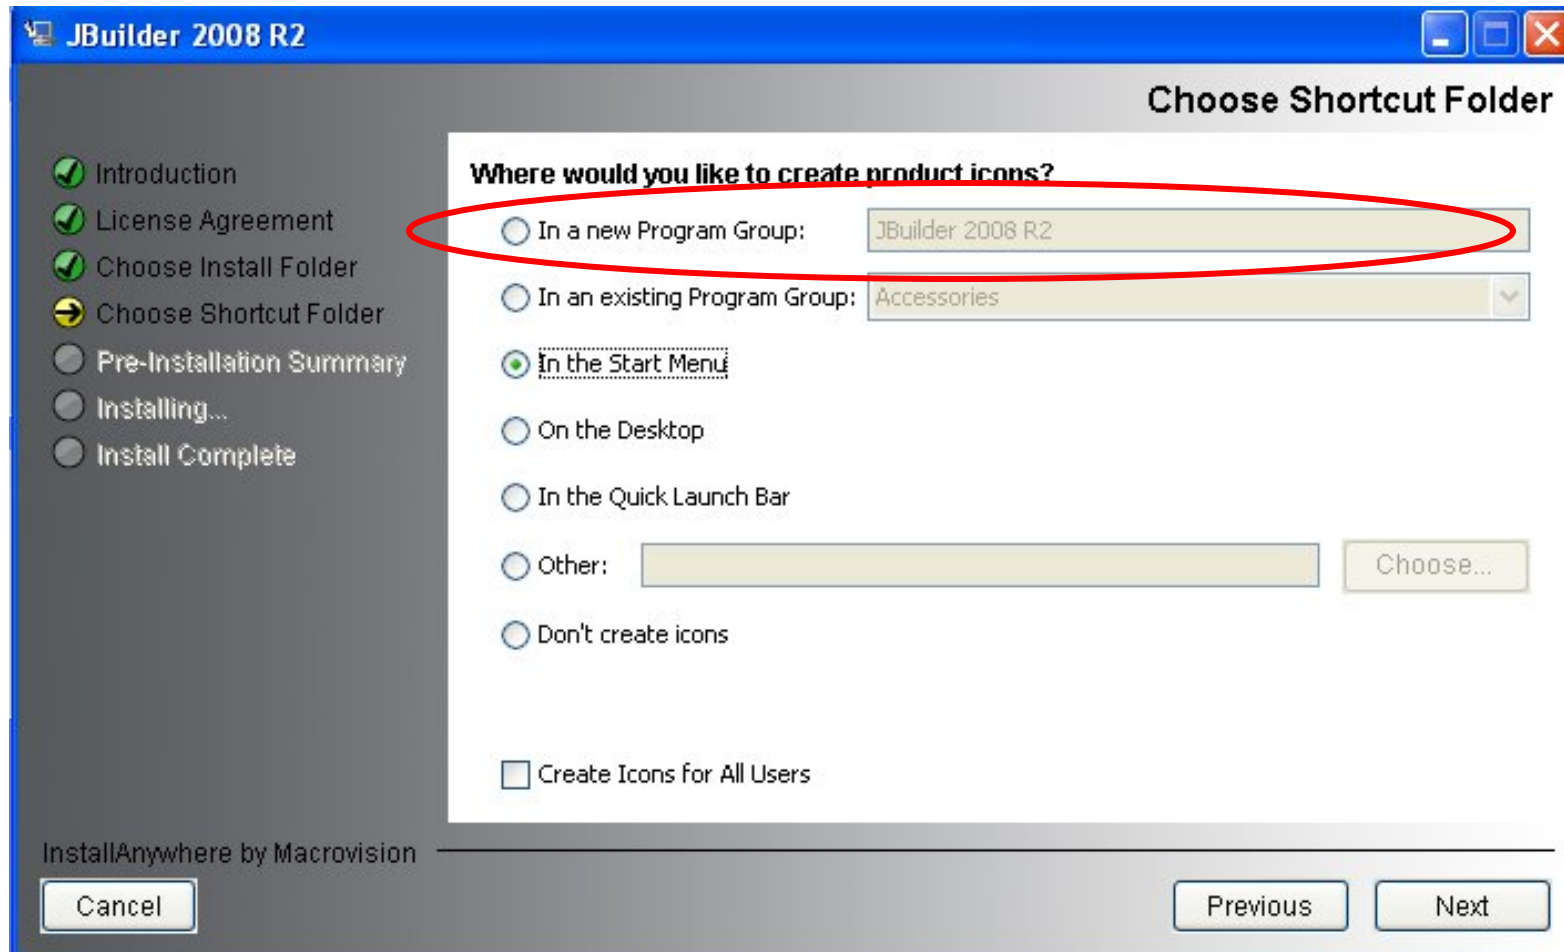 JBuilder 2008 R2
Choose Shortcut Folder
Introduction
License Agreement
Choose Install Folder
Choose Shortcut Folder
Pre-Installation Summary
Installing...
Install Complete
Where would you like to create product icons?
In a new Program Group: JBuilder 2008 R2
In an existing Program Group: Accessories
In the Start Menu
On the Desktop
In the Quick Launch Bar
Other: Choose...
Don't create icons
Create Icons for All Users
InstallAnywhere by Macrovision
Cancel Previous Next